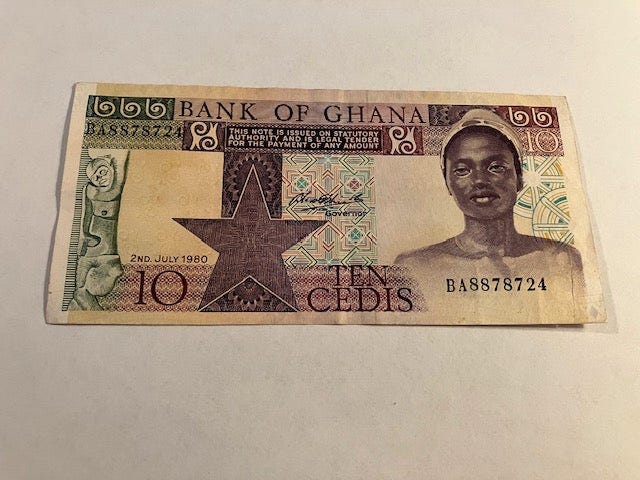 BANK OF GHANA
BA8878724
THIS NOTE IS ISSUED ON STATUTORY
AUTHORITY AND IS LEGAL TENDER
FOR THE PAYMENT OF ANY AMOUNT
10
Governor
2ND. JULY 1980
10
TEN
CEDIS
BA8878724